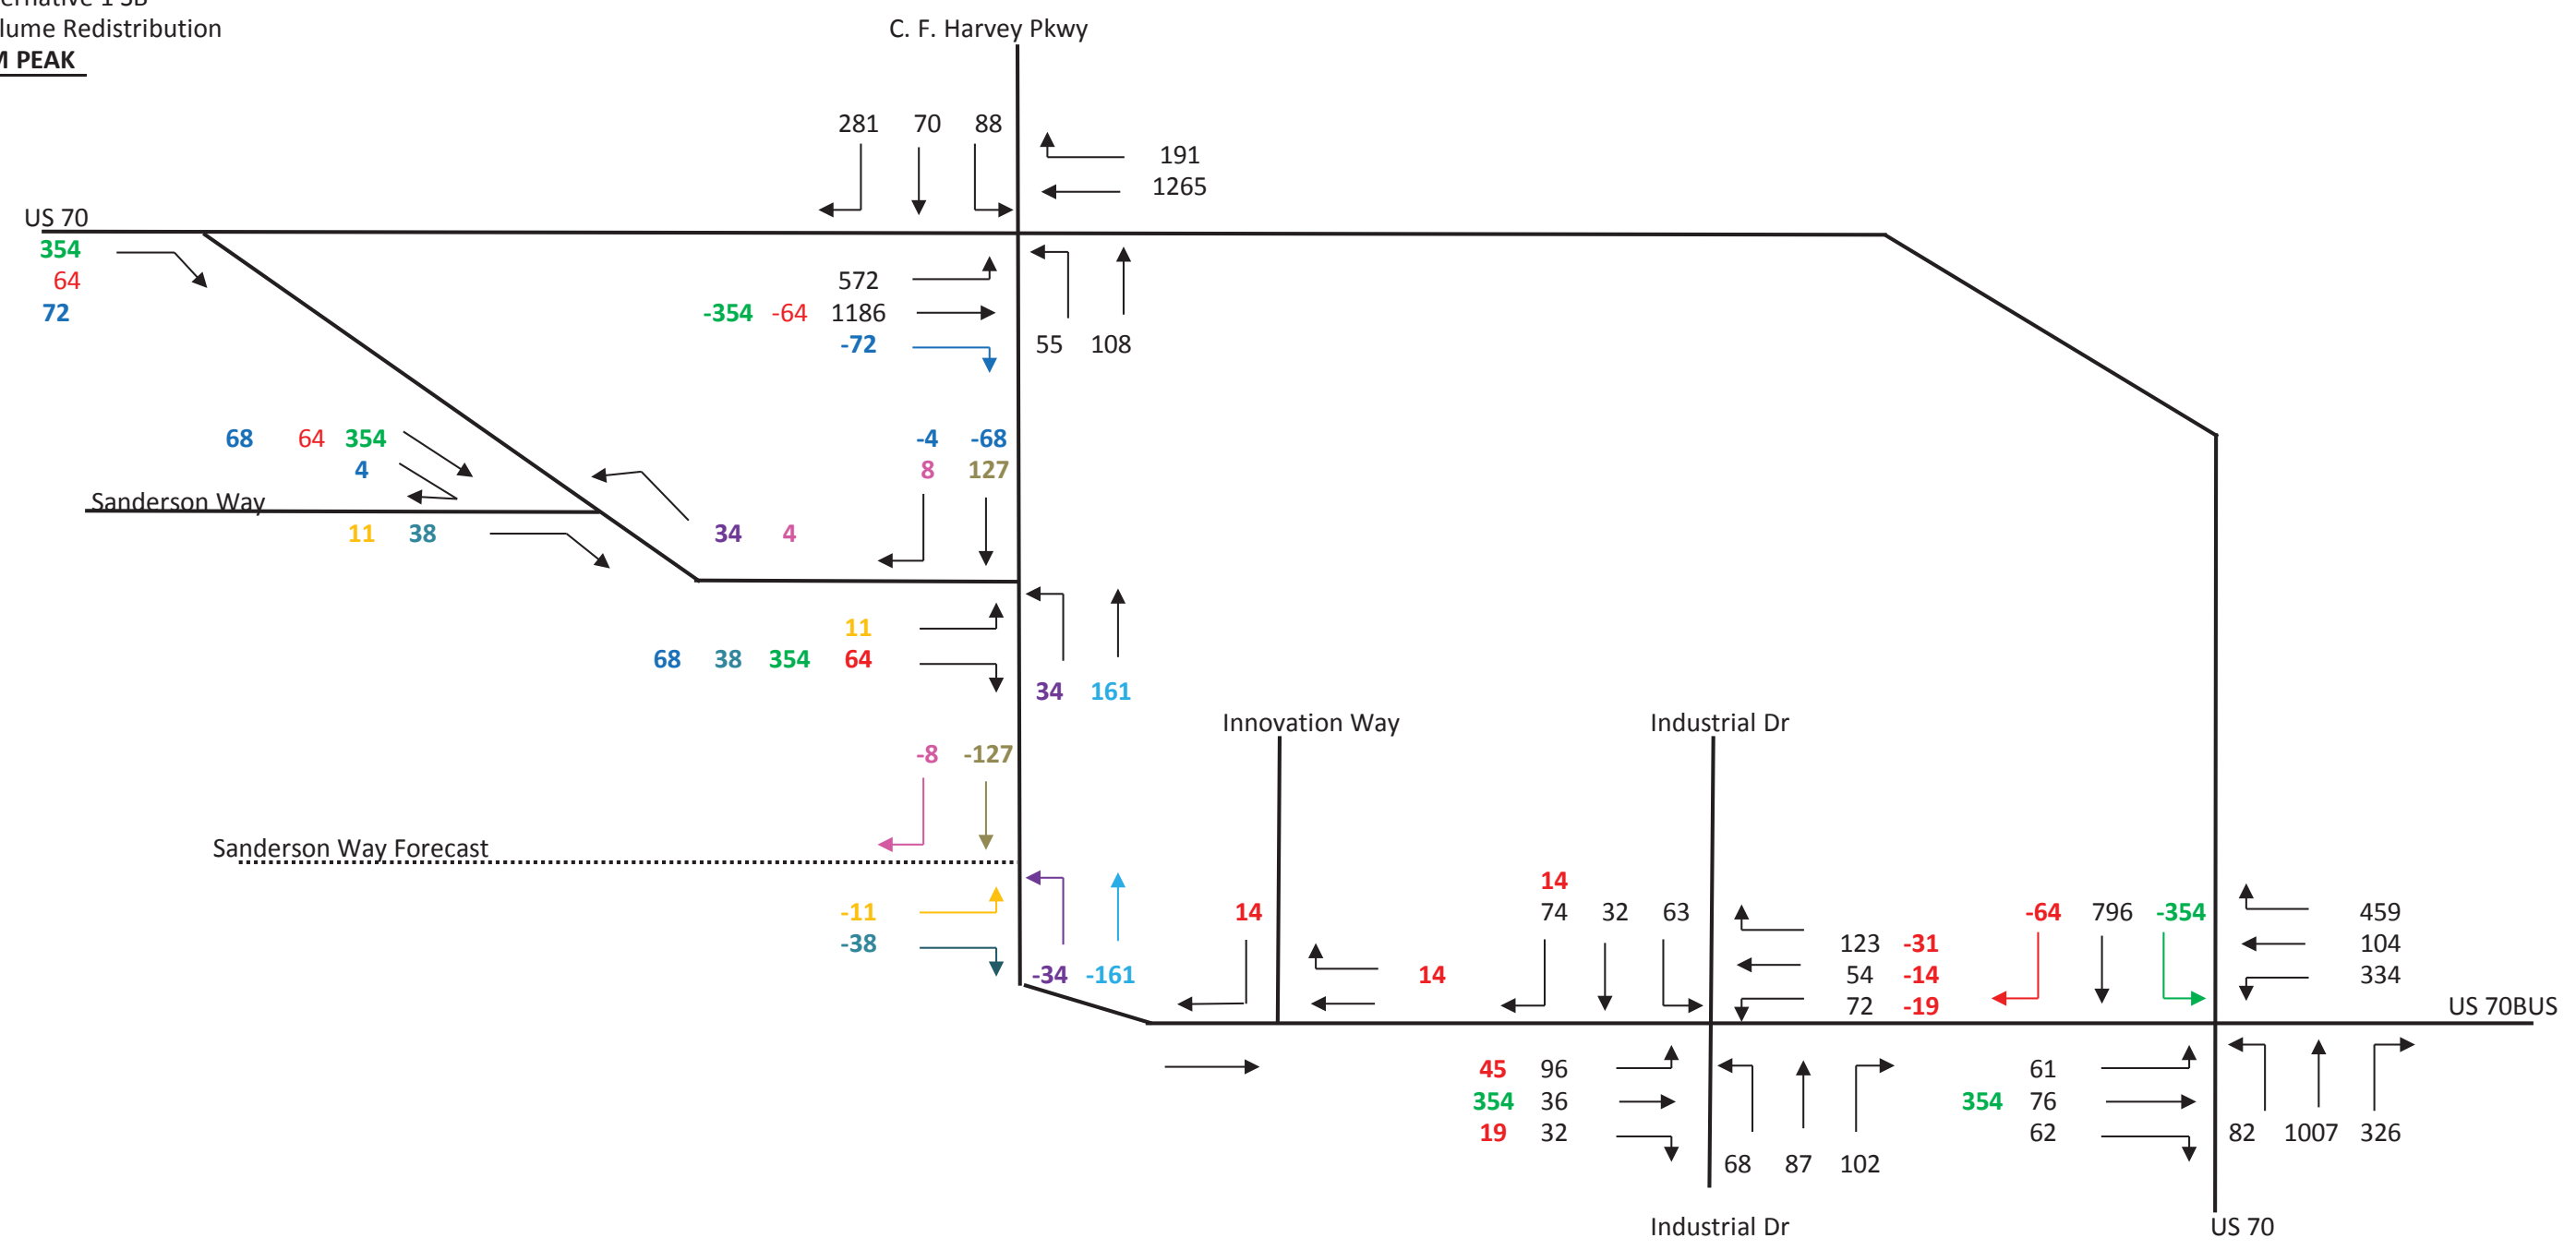 ernative 1 SB
lume Redistribution
M PEAK
C. F. Harvey Pkwy
281 70 88
191
1265
US 70
354
64
72
572
-354 -64 1186
-72
55 108
68 64 354
4
-4 -68
8 127
Sanderson Way
11 38
34 4
11
68 38 354 64
34 161
Innovation Way
Industrial Dr
-8 -127
Sanderson Way Forecast
-11
-38
-34 -161
14
14
14
74 32 63
123 -31
54 -14
72 -19
-64 796 -354
459
104
334
US 70BUS
45 96
354 36
19 32
68 87 102
61
354 76
62
82 1007 326
Industrial Dr
US 70